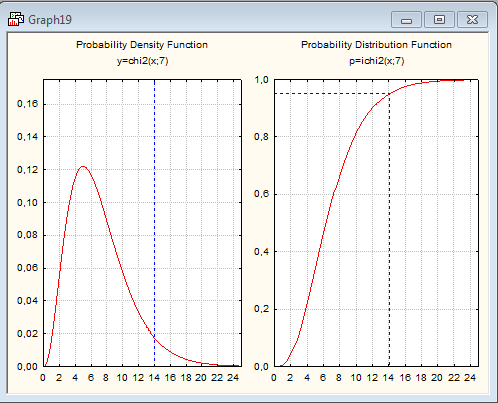 Graph19
Probability Density Function
y=chi2(x;7)
0,16
0,14
0,12
0,10
0,08
0,06
0,04
0,02
0,00
0 2 4 6 8 10 12 14 16 18 20 22 24
Probability Distribution Function
p=ichi2(x;7)
1,0
0,8
0,6
0,4
0,2
0,0
0 2 4 6 8 10 12 14 16 18 20 22 24